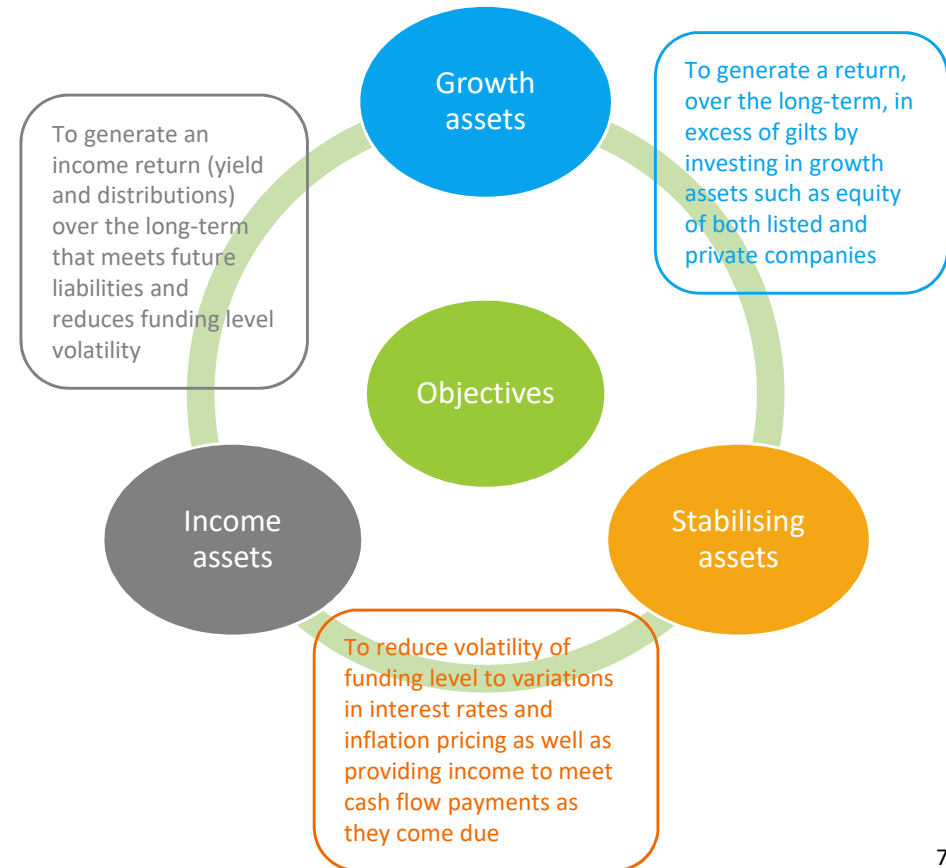 Growth
assets
To generate a return,
over the long-term, in
excess of gilts by
investing in growth
assets such as equity
of both listed and
private companies
To generate an
income return (yield
and distributions)
over the long-term
that meets future
liabilities and
reduces funding level
volatility
Objectives
Income
assets
Stabilising
assets
To reduce volatility of
funding level to variations
in interest rates and
inflation pricing as well as
providing income to meet
cash flow payments as
they come due
7